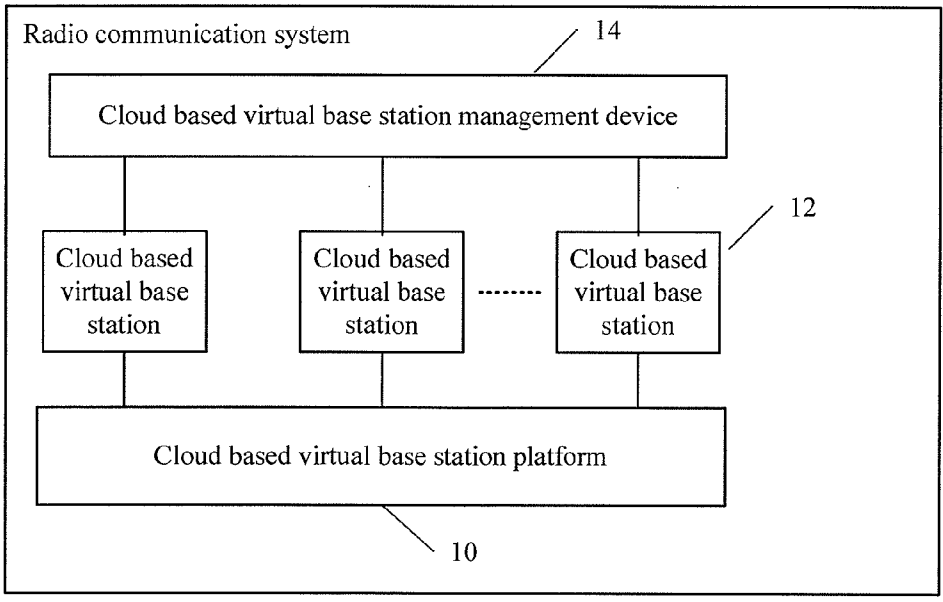 Radio communication system
14
Cloud based virtual base station management device
12
Cloud based
virtual base
station
Cloud based
virtual base
station
Cloud based
virtual base
station
Cloud based virtual base station platform
10